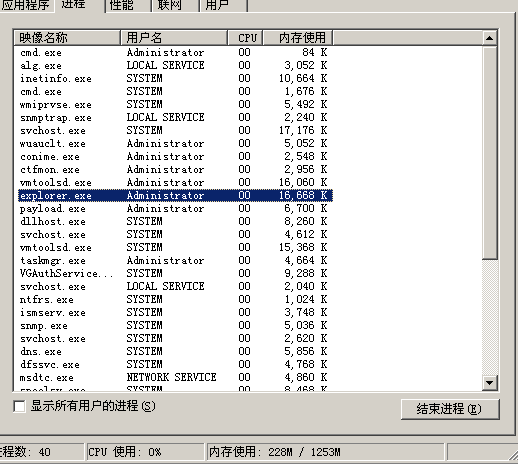 应用程序 进程 性能 联网 用户
映像名称 用户名 CPU 内存使用
cmd.exe Administrator 00 84 K
alg.exe LOCAL SERVICE 00 3,052 K
inetinfo.exe SYSTEM 00 10,664 K
cmd.exe SYSTEM 00 1,676 K
wmiprvse.exe SYSTEM 00 5,492 K
snmptrap.exe LOCAL SERVICE 00 2,240 K
svchost.exe SYSTEM 00 17,176 K
wuauclt.exe Administrator 00 5,052 K
conime.exe Administrator 00 2,548 K
ctfmon.exe Administrator 00 2,956 K
vmtoolsd.exe Administrator 00 16,060 K
explorer.exe Administrator 00 16,668 K
payload.exe Administrator 00 6,700 K
dllhost.exe SYSTEM 00 8,260 K
svchost.exe SYSTEM 00 4,612 K
vmtoolsd.exe SYSTEM 00 15,368 K
taskmgr.exe Administrator 00 4,664 K
VGAuthService... SYSTEM 00 9,288 K
svchost.exe LOCAL SERVICE 00 2,040 K
ntfrs.exe SYSTEM 00 1,024 K
ismserv.exe SYSTEM 00 3,748 K
snmp.exe SYSTEM 00 5,036 K
svchost.exe SYSTEM 00 2,620 K
dns.exe SYSTEM 00 5,856 K
dfssvc.exe SYSTEM 00 4,768 K
msdtc.exe NETWORK SERVICE 00 4,860 K
spoolsv.exe SYSTEM 00 8,468 K
显示所有用户的进程(S)
结束进程(E)
进程数: 40 CPU 使用: 0% 内存使用: 228M / 1253M